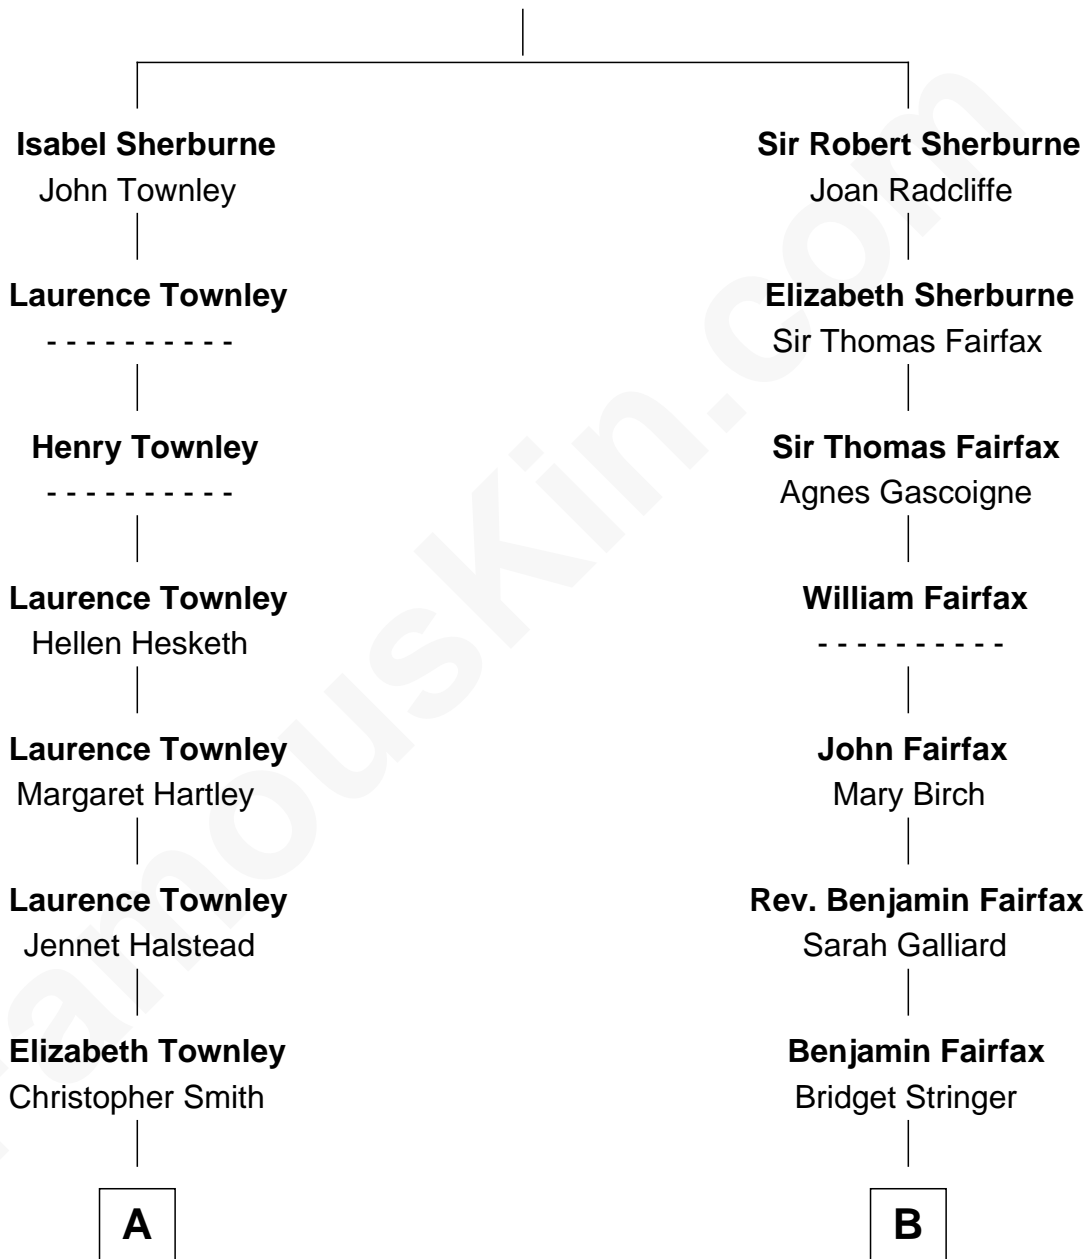 Isabel Sherburne
John Townley
Laurence Townley
- - - - - - - - - -
Henry Townley
- - - - - - - - - -
Laurence Townley
Hellen Hesketh
Laurence Townley
Margaret Hartley
Laurence Townley
Jennet Halstead
Elizabeth Townley
Christopher Smith
A
Sir Robert Sherburne
Joan Radcliffe
Elizabeth Sherburne
Sir Thomas Fairfax
Sir Thomas Fairfax
Agnes Gascoigne
William Fairfax
- - - - - - - - - -
John Fairfax
Mary Birch
Rev. Benjamin Fairfax
Sarah Galliard
Benjamin Fairfax
Bridget Stringer
B
FamousKin.com